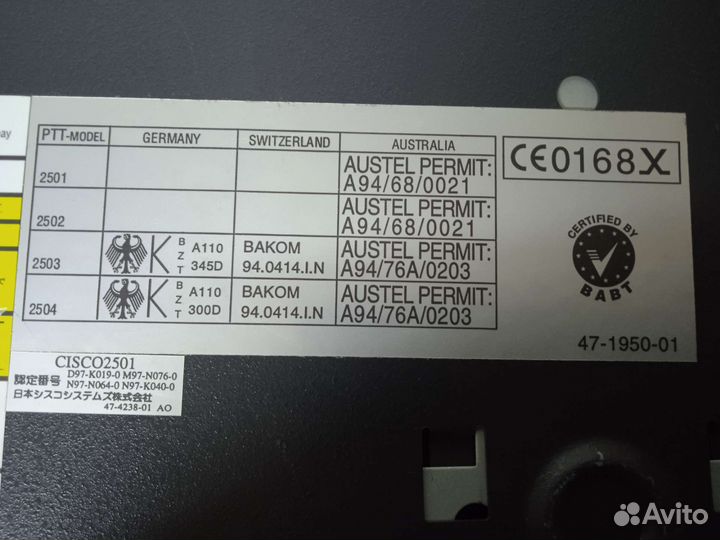 ay
PTT-MODEL GERMANY SWITZERLAND AUSTRALIA
2501 AUSTEL PERMIT:
A94/68/0021
2502 AUSTEL PERMIT:
A94/68/0021
2503 K BZT A110 345D BAKOM 94.0414.I.N AUSTEL PERMIT:
A94/76A/0203
2504 K BZT A110 300D BAKOM 94.0414.I.N AUSTEL PERMIT:
A94/76A/0203
CE0168X
CERTIFIED BY
BABT
47-1950-01
CISCO2501
D97-K019-0 M97-N076-0
認定番号 N97-N064-0 N97-K040-0
日本シスコシステムズ株式会社
47-4238-01 AO
Avito